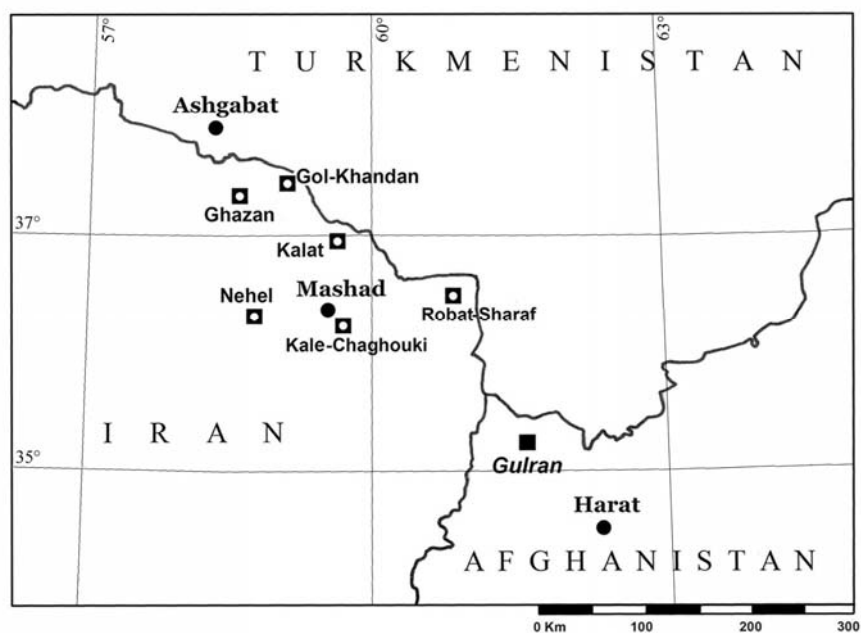 57°
60°
63°
TURKMENISTAN
Ashgabat
Gol-Khandan
Ghazan
37°
Kalat
Nehel
Mashad
Robat-Sharaf
Kale-Chaghouki
IRAN
35°
Gulran
Harat
AFGHANISTAN
0 Km 100 200 300